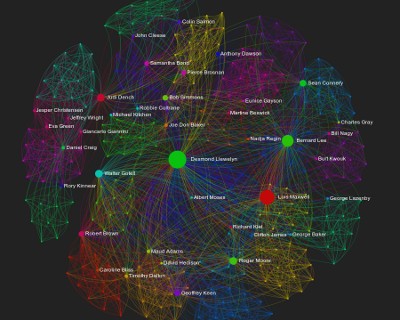 Colin Salmon
John Cleese
Anthony Dawson
Samantha Bond
Pierce Brosnan
Sean Connery
Judi Dench
Bob Simmons
Eunice Gayson
Jesper Christensen
Robbie Coltrane
Jeffrey Wright
Michael Kitchen
Martine Beswick
Charles Gray
Eva Green
Giancarlo Giannini
Joe Don Baker
Bill Nagy
Nadja Regin
Bernard Lee
Daniel Craig
Desmond Llewelyn
Burt Kwouk
Walter Gotell
Rory Kinnear
Albert Moses
Lois Maxwell
George Lazenby
Richard Kiel
Robert Brown
George Baker
Maud Adams
David Hedison
Roger Moore
Caroline Bliss
Timothy Dalton
Geoffrey Keen